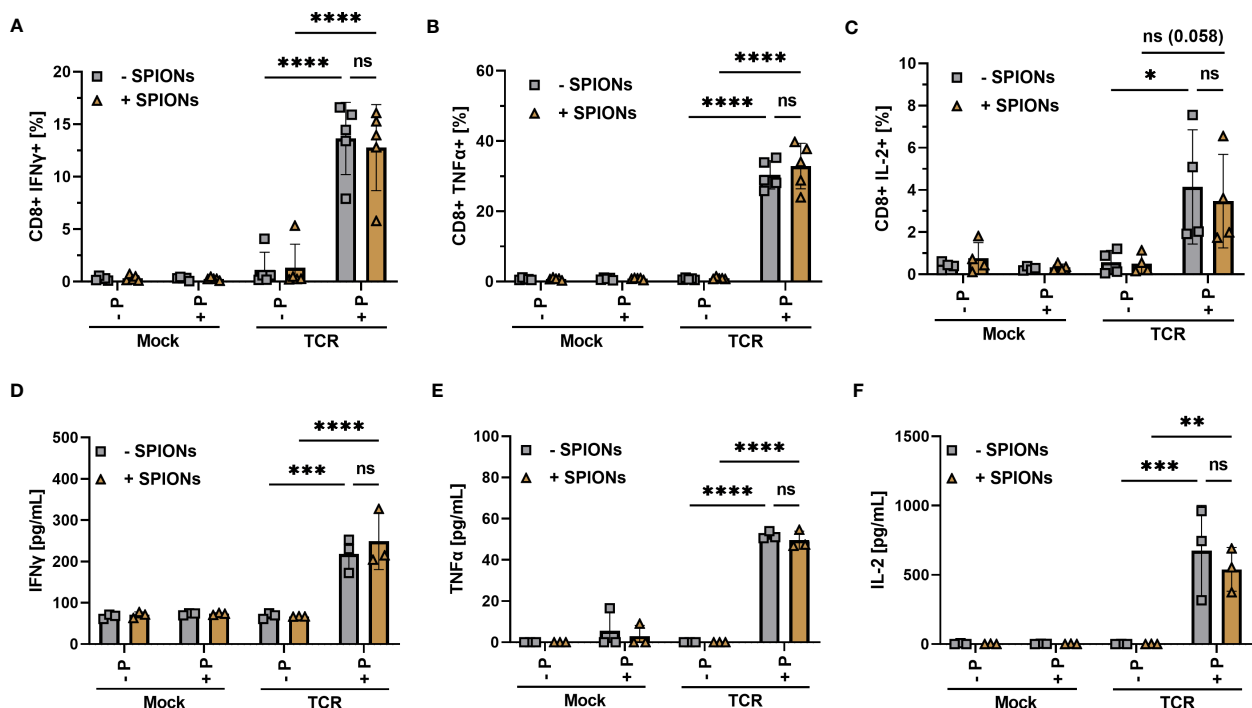 A
****
****
ns
- SPIONs
+ SPIONs
CD8+ IFNγ+ [%]
20
15
10
5
0
- P
+ P
- P
+ P
Mock
TCR
B
****
****
ns
- SPIONs
+ SPIONs
CD8+ TNFα+ [%]
60
40
20
0
- P
+ P
- P
+ P
Mock
TCR
C
ns (0.058)
*
ns
- SPIONs
+ SPIONs
CD8+ IL-2+ [%]
10
8
6
4
2
0
- P
+ P
- P
+ P
Mock
TCR
D
****
***
ns
- SPIONs
+ SPIONs
IFNγ [pg/mL]
500
400
300
200
100
0
- P
+ P
- P
+ P
Mock
TCR
E
****
****
ns
- SPIONs
+ SPIONs
TNFα [pg/mL]
100
80
60
40
20
0
- P
+ P
- P
+ P
Mock
TCR
F
**
***
ns
- SPIONs
+ SPIONs
IL-2 [pg/mL]
1500
1000
500
0
- P
+ P
- P
+ P
Mock
TCR